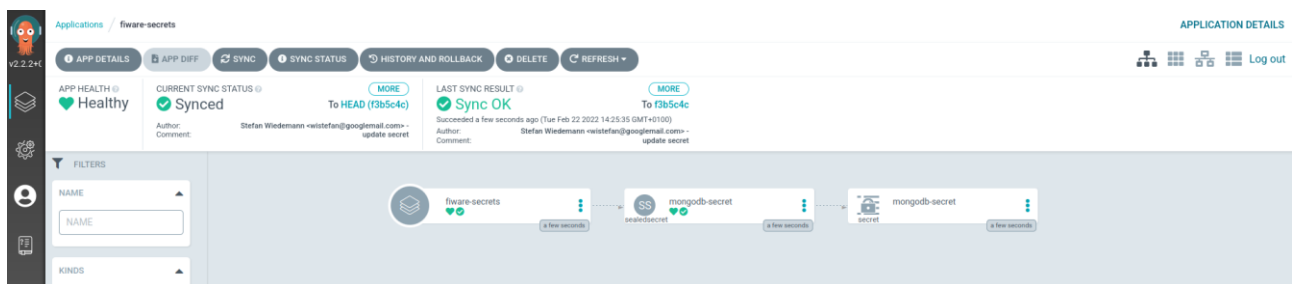 Applications / fiware-secrets
APPLICATION DETAILS
v2.2.2+(
APP DETAILS
APP DIFF
SYNC
SYNC STATUS
HISTORY AND ROLLBACK
DELETE
REFRESH
Log out
APP HEALTH
Healthy
CURRENT SYNC STATUS
MORE
Synced
To HEAD (f3b5c4c)
Author: Stefan Wiedemann <wistefan@googlemail.com> -
Comment: update secret
LAST SYNC RESULT
MORE
Sync OK
To f3b5c4c
Succeeded a few seconds ago (Tue Feb 22 2022 14:25:35 GMT+0100)
Author: Stefan Wiedemann <wistefan@googlemail.com> -
Comment: update secret
FILTERS
NAME
NAME
KINDS
fiware-secrets
a few seconds
SS
sealedsecret
mongodb-secret
a few seconds
secret
mongodb-secret
a few seconds